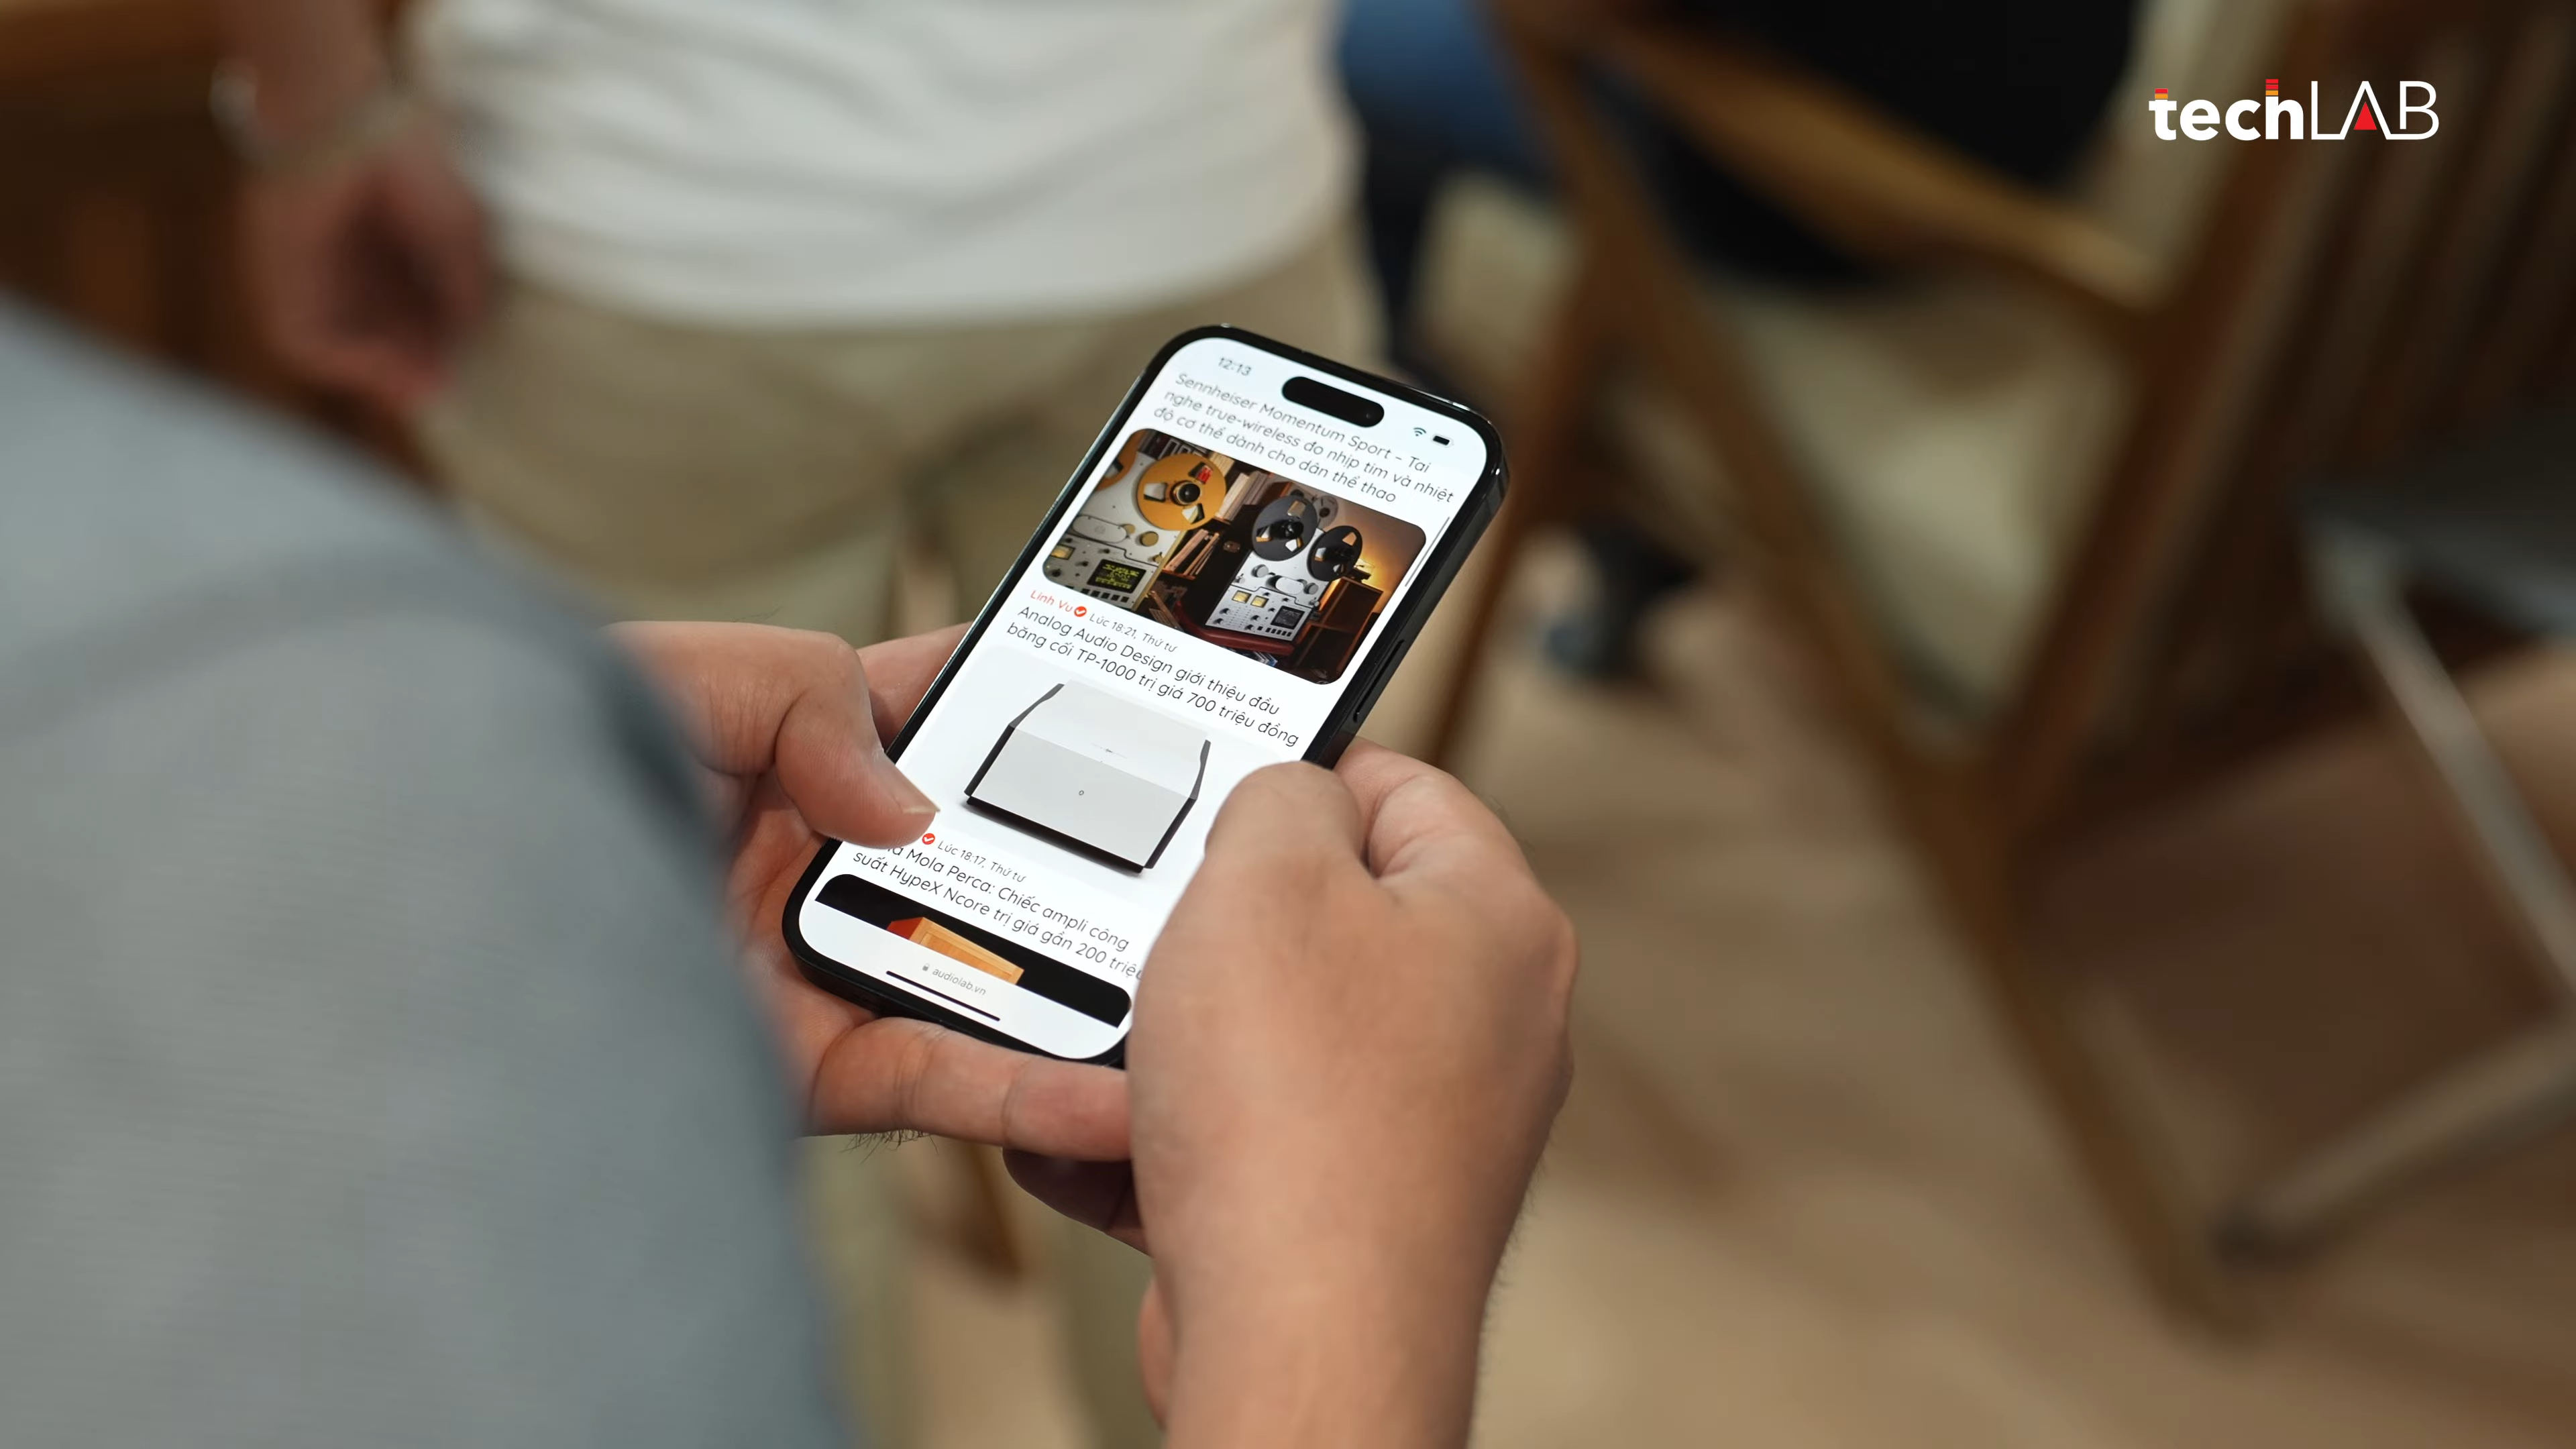 techLAB
12:13
Sennheiser Momentum Sport - Tai
nghe true-wireless đo nhịp tim và nhiệt
độ cơ thể dành cho dân thể thao
Linh Vu Lúc 18:21, Thứ tư
Analog Audio Design giới thiệu đầu
băng cối TP-1000 trị giá 700 triệu đồng
Lúc 18:17, Thứ tư
Mola Perca: Chiếc ampli công
suất HypeX Ncore trị giá gần 200 triệu
audiolab.vn